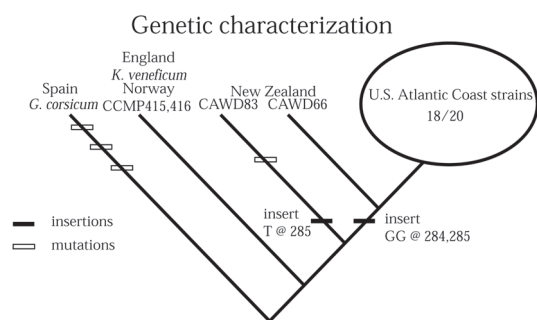 Genetic characterization
England
K. veneficum
Spain
Norway
New Zealand
G. corsicum
CCMP415,416
CAWD83
CAWD66
U.S. Atlantic Coast strains
18/20
insertions
mutations
insert
T @ 285
insert
GG @ 284,285